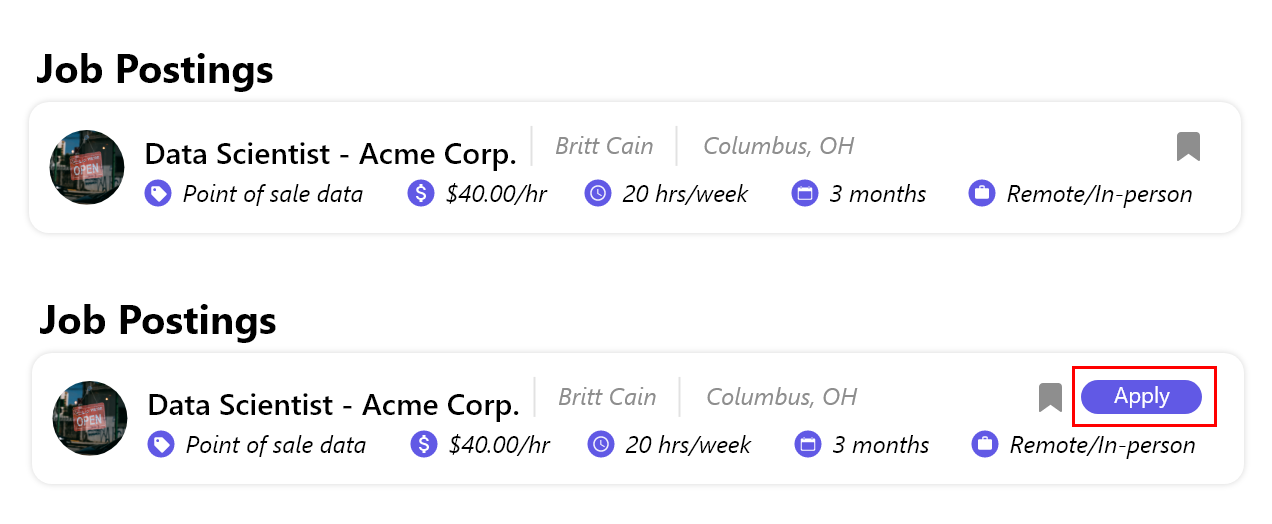 Job Postings
Data Scientist - Acme Corp. Britt Cain Columbus, OH
OPEN
Point of sale data $40.00/hr 20 hrs/week 3 months Remote/In-person
Job Postings
Data Scientist - Acme Corp. Britt Cain Columbus, OH Apply
OPEN
Point of sale data $40.00/hr 20 hrs/week 3 months Remote/In-person